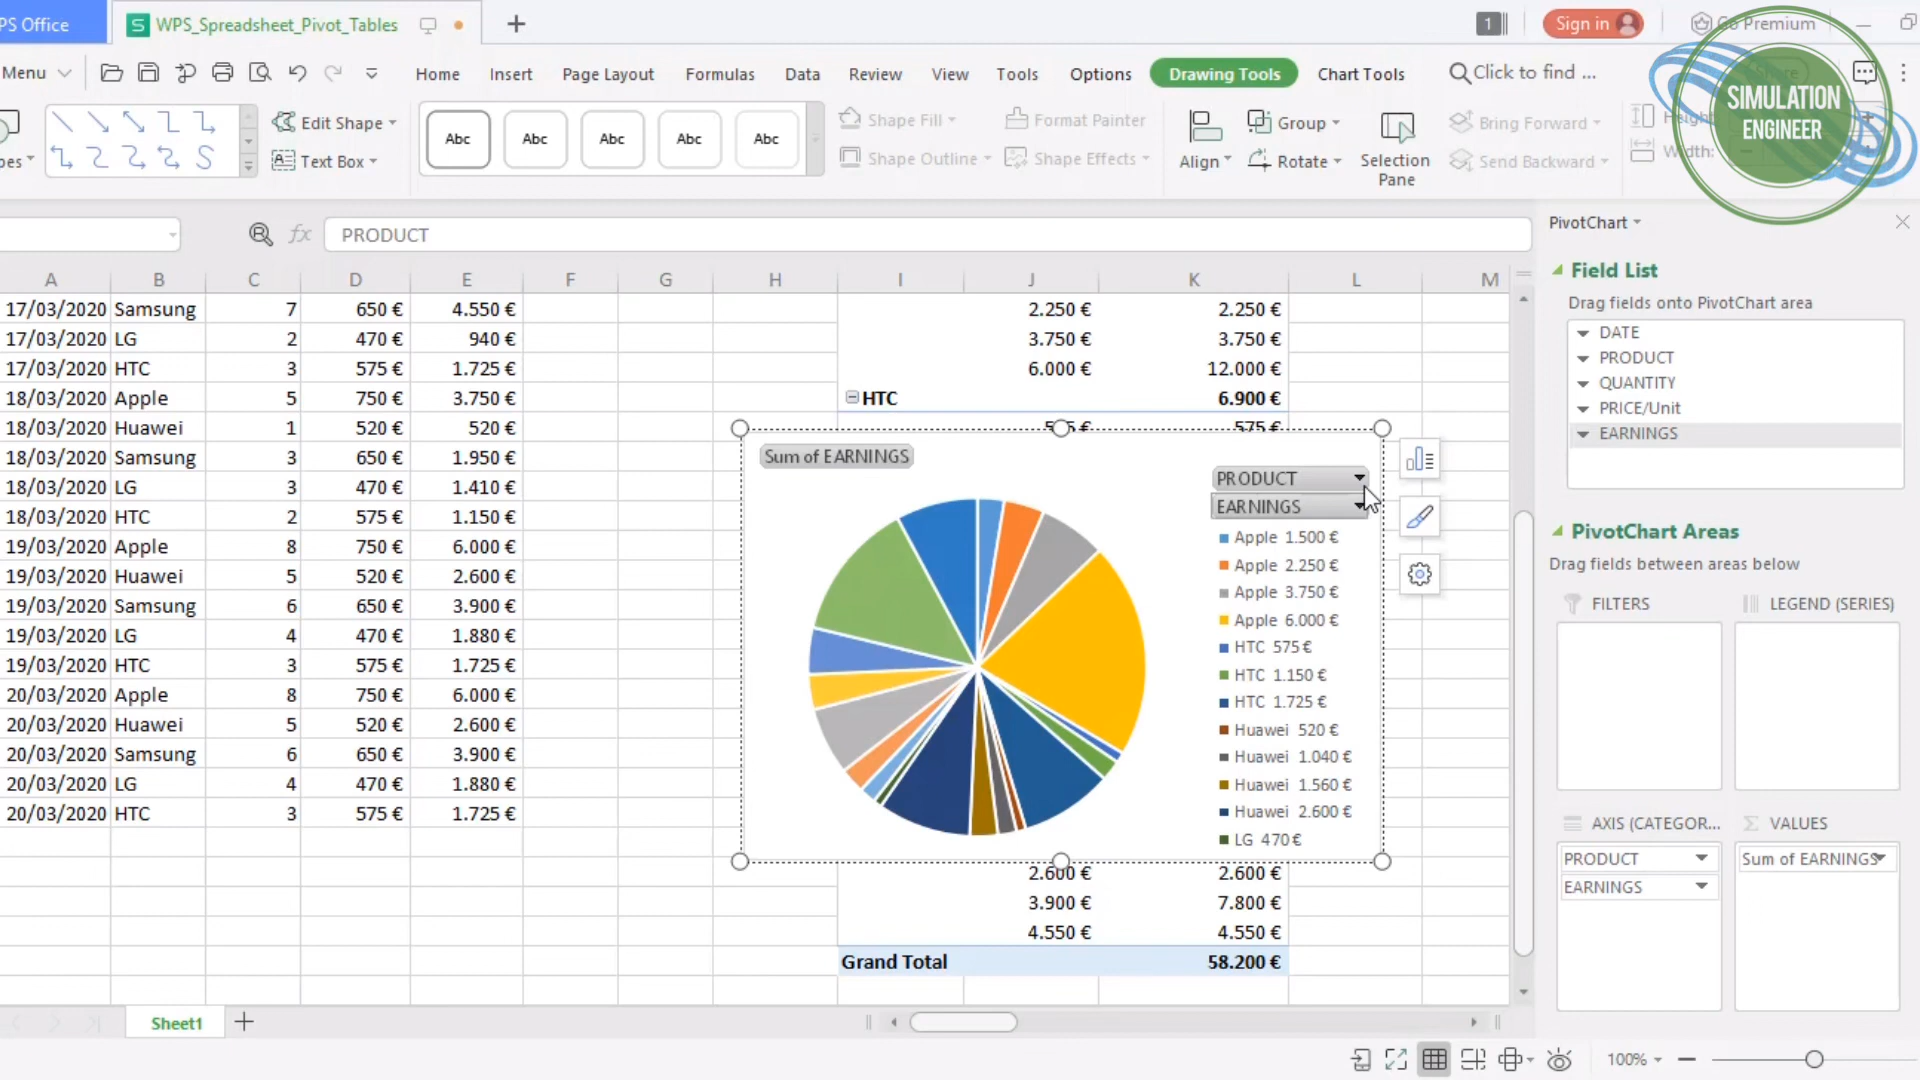 PS Office
S WPS_Spreadsheet_Pivot_Tables
1
Sign in
Go Premium
Menu
Home Insert Page Layout Formulas Data Review View Tools Options Drawing Tools Chart Tools Click to find ...
SIMULATION
ENGINEER
Edit Shape
Text Box
Abc Abc Abc Abc Abc
Shape Fill
Format Painter
Shape Outline
Shape Effects
Align
Group
Rotate
Selection
Pane
Bring Forward
Send Backward
Height:
Width:
fx PRODUCT
A B C D E F G H I J K L M
17/03/2020 Samsung 7 650 € 4.550 € 2.250 € 2.250 €
17/03/2020 LG 2 470 € 940 € 3.750 € 3.750 €
17/03/2020 HTC 3 575 € 1.725 € 6.000 € 12.000 €
18/03/2020 Apple 5 750 € 3.750 € HTC 6.900 €
18/03/2020 Huawei 1 520 € 520 € 575 €
18/03/2020 Samsung 3 650 € 1.950 €
18/03/2020 LG 3 470 € 1.410 €
18/03/2020 HTC 2 575 € 1.150 €
19/03/2020 Apple 8 750 € 6.000 €
19/03/2020 Huawei 5 520 € 2.600 €
19/03/2020 Samsung 6 650 € 3.900 €
19/03/2020 LG 4 470 € 1.880 €
19/03/2020 HTC 3 575 € 1.725 €
20/03/2020 Apple 8 750 € 6.000 €
20/03/2020 Huawei 5 520 € 2.600 €
20/03/2020 Samsung 6 650 € 3.900 €
20/03/2020 LG 4 470 € 1.880 €
20/03/2020 HTC 3 575 € 1.725 €
Sum of EARNINGS
PRODUCT
EARNINGS
Apple 1.500 €
Apple 2.250 €
Apple 3.750 €
Apple 6.000 €
HTC 575 €
HTC 1.150 €
HTC 1.725 €
Huawei 520 €
Huawei 1.040 €
Huawei 1.560 €
Huawei 2.600 €
LG 470 €
2.600 € 2.600 €
3.900 € 7.800 €
4.550 € 4.550 €
Grand Total 58.200 €
PivotChart
Field List
Drag fields onto PivotChart area
DATE
PRODUCT
QUANTITY
PRICE/Unit
EARNINGS
PivotChart Areas
Drag fields between areas below
FILTERS
LEGEND (SERIES)
AXIS (CATEGOR...
VALUES
PRODUCT
EARNINGS
Sum of EARNINGS
Sheet1
100%